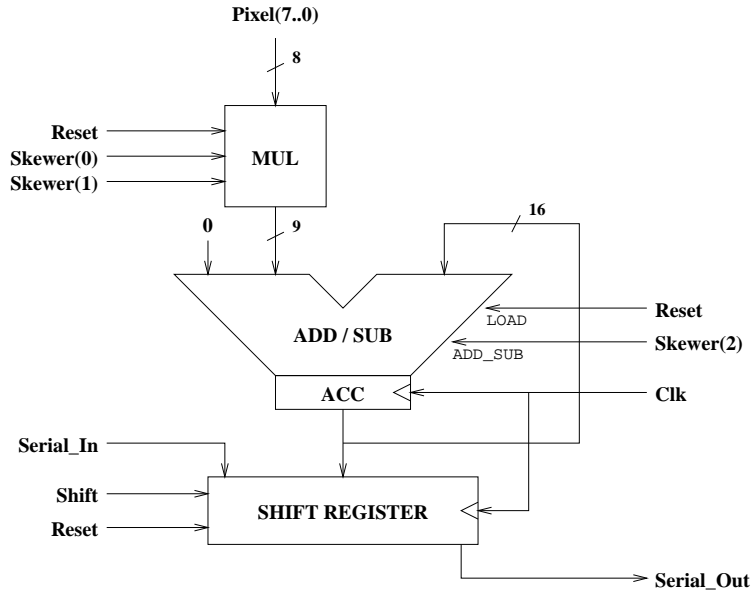 Pixel(7..0)
8
Reset
Skewer(0)
Skewer(1)
MUL
0
9
16
ADD / SUB
LOAD
Reset
ADD_SUB
Skewer(2)
ACC
Clk
Serial_In
Shift
Reset
SHIFT REGISTER
Serial_Out